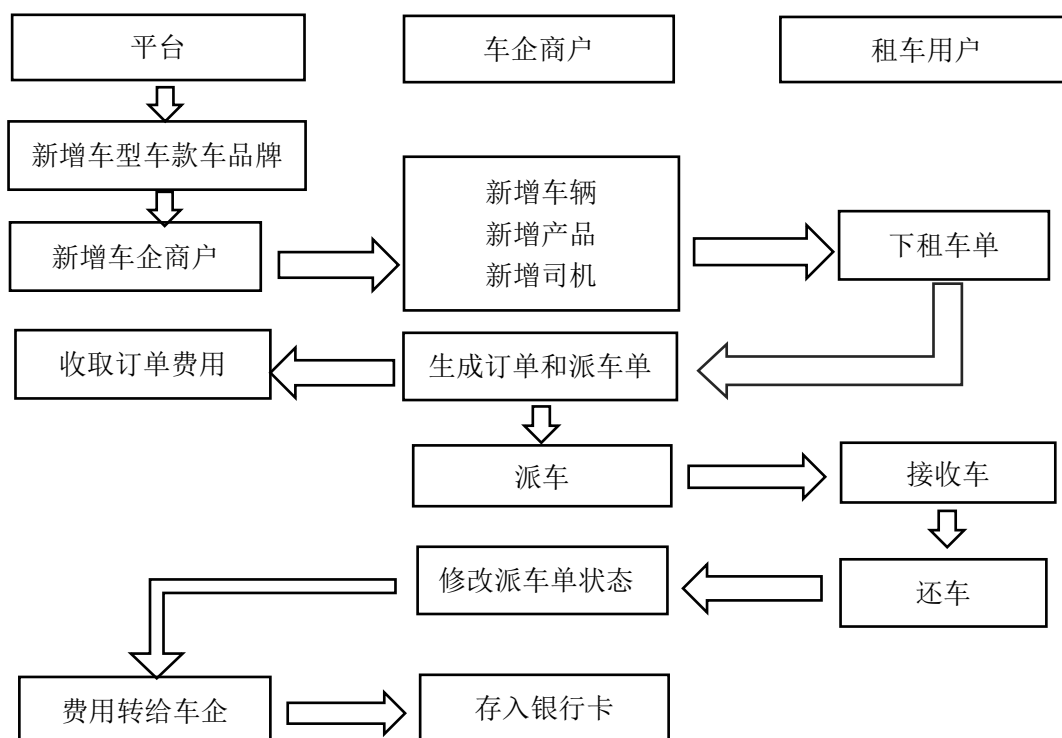 平台
车企商户
租车用户
新增车型车款车品牌
新增车企商户
新增车辆
新增产品
新增司机
下租车单
收取订单费用
生成订单和派车单
派车
接收车
修改派车单状态
还车
费用转给车企
存入银行卡